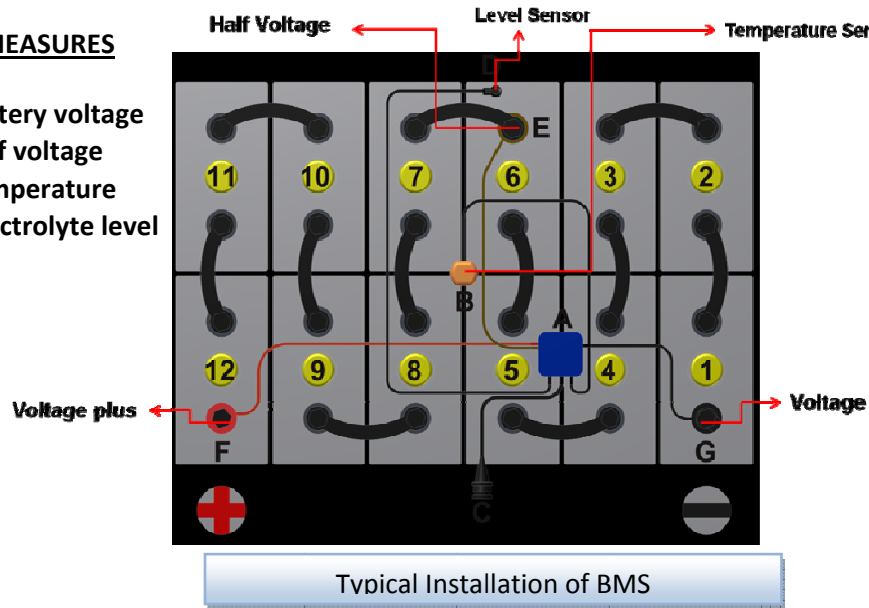 Level Sensor
Half Voltage
Temperature Ser
MEASURES
tery voltage
f voltage
mperature
ctrolyte level
D
E
11 10 7 6 3 2
B
A
12 9 8 5 4 1
Voltage plus
Voltage
F
G
C
Typical Installation of BMS